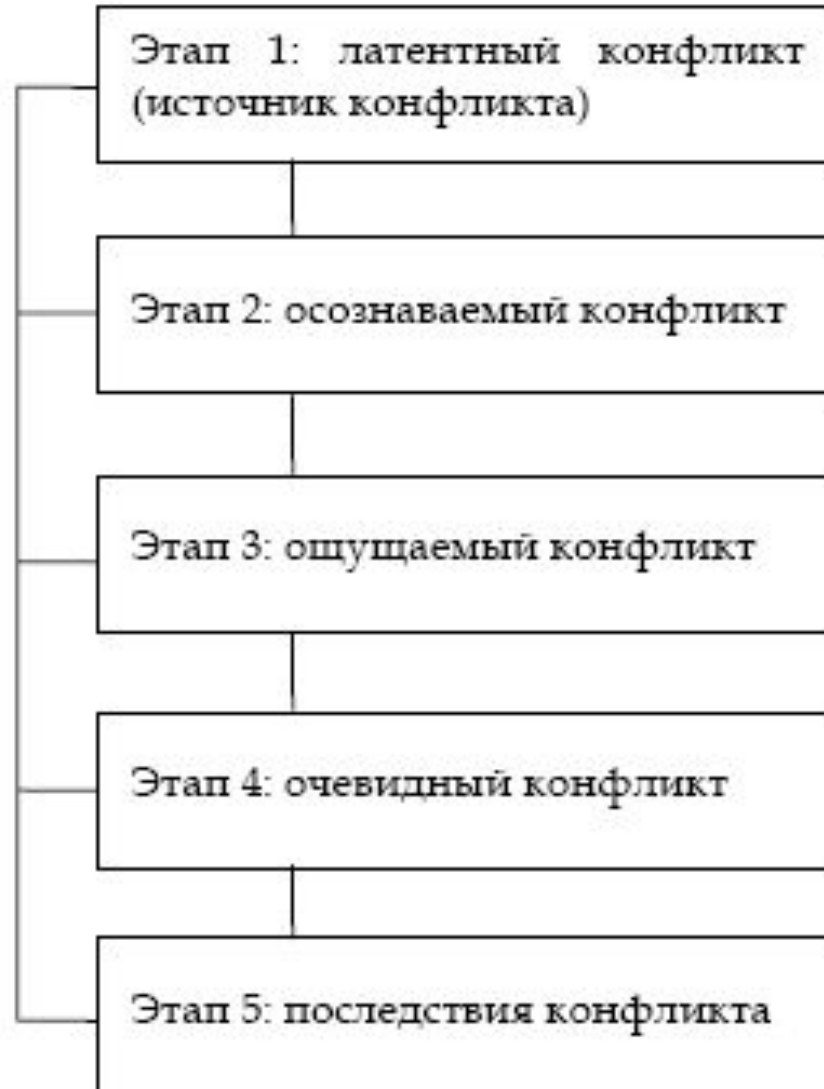 Этап 1: латентный конфликт
(источник конфликта)
Этап 2: осознаваемый конфликт
Этап 3: ощущаемый конфликт
Этап 4: очевидный конфликт
Этап 5: последствия конфликта